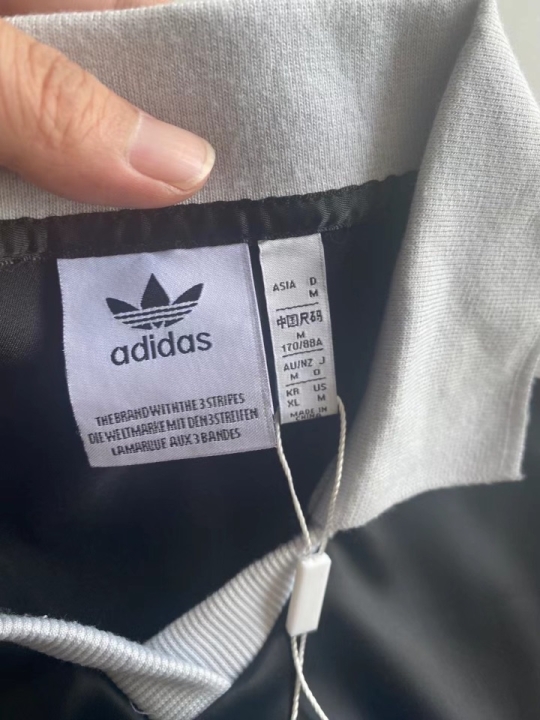 adidas
THE BRAND WITH THE 3 STRIPES
DIE WELTMARKE MIT DEN 3 STREIFEN
LA MARQUE AUX 3 BANDES
ASIA D
M
中国尺码
M
170/88A
AU/NZ J
M O
KR US
XL M
MADE IN
CHINA